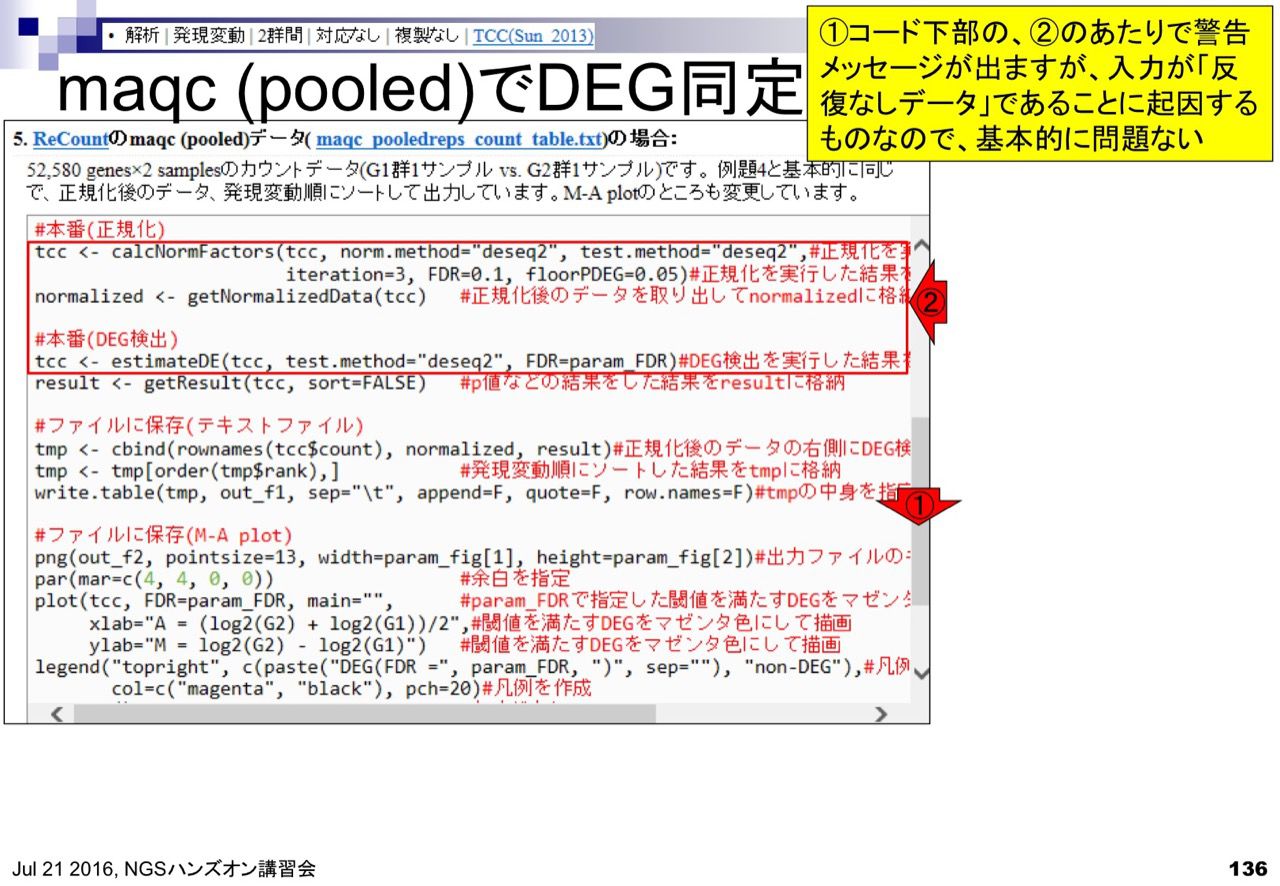 • 解析 | 発現変動 | 2群間 | 対応なし | 複製なし | TCC(Sun_2013)
maqc (pooled)でDEG同定
①コード下部の、②のあたりで警告
メッセージが出ますが、入力が「反
復なしデータ」であることに起因する
ものなので、基本的に問題ない
5. ReCountのmaqc (pooled)データ( maqc_pooledreps_count_table.txt)の場合:
52,580 genes×2 samplesのカウントデータ(G1群1サンプル vs. G2群1サンプル)です。例題4と基本的に同じ
で、正規化後のデータ、発現変動順にソートして出力しています。M-A plotのところも変更しています。
#本番(正規化)
tcc <- calcNormFactors(tcc, norm.method="deseq2", test.method="deseq2",#正規化を実
iteration=3, FDR=0.1, floorPDEG=0.05)#正規化を実行した結果を
normalized <- getNormalizedData(tcc) #正規化後のデータを取り出してnormalizedに格納
②
#本番(DEG検出)
tcc <- estimateDE(tcc, test.method="deseq2", FDR=param_FDR)#DEG検出を実行した結果を
result <- getResult(tcc, sort=FALSE) #p値などの結果をした結果をresultに格納
#ファイルに保存(テキストファイル)
tmp <- cbind(rownames(tcc$count), normalized, result)#正規化後のデータの右側にDEG検
tmp <- tmp[order(tmp$rank),] #発現変動順にソートした結果をtmpに格納
write.table(tmp, out_f1, sep="\t", append=F, quote=F, row.names=F)#tmpの中身を指定
①
#ファイルに保存(M-A plot)
png(out_f2, pointsize=13, width=param_fig[1], height=param_fig[2])#出力ファイルの
par(mar=c(4, 4, 0, 0)) #余白を指定
plot(tcc, FDR=param_FDR, main="", #param_FDRで指定した閾値を満たすDEGをマゼンタ
xlab="A = (log2(G2) + log2(G1))/2",#閾値を満たすDEGをマゼンタ色にして描画
ylab="M = log2(G2) - log2(G1)") #閾値を満たすDEGをマゼンタ色にして描画
legend("topright", c(paste("DEG(FDR =", param_FDR, ")", sep=""), "non-DEG"),#凡例
col=c("magenta", "black"), pch=20)#凡例を作成
Jul 21 2016, NGSハンズオン講習会
136